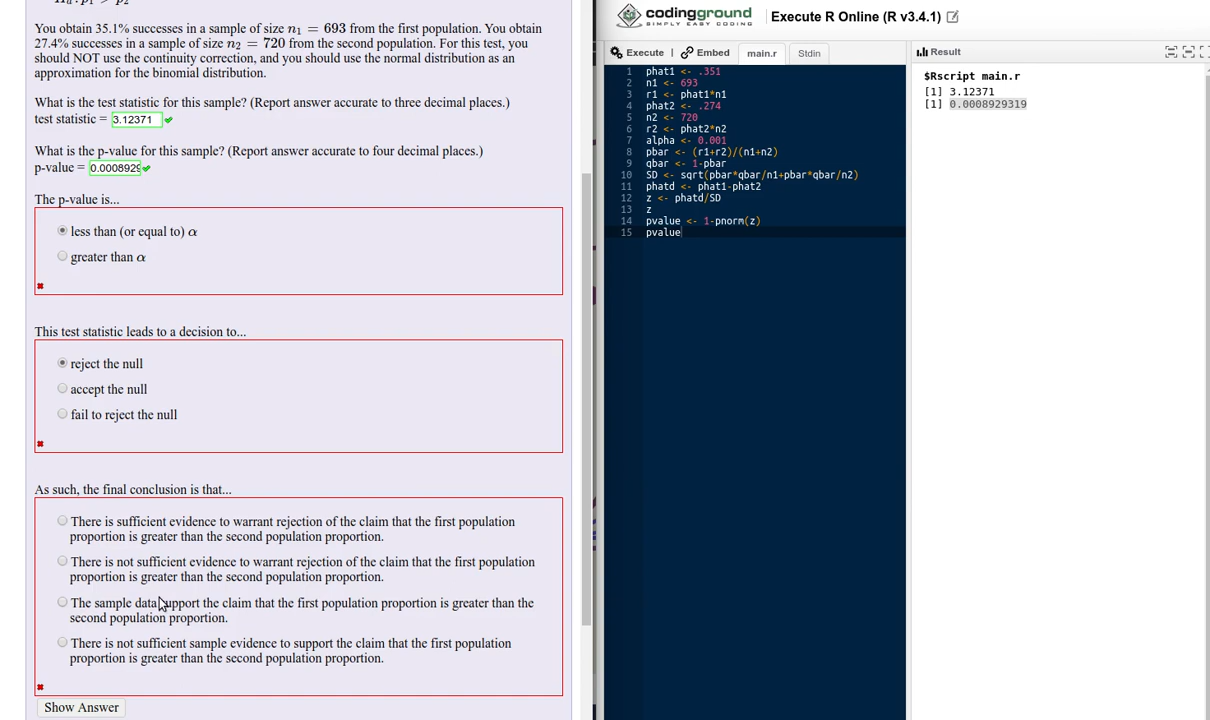 H_a : p_1 > p_2
You obtain 35.1% successes in a sample of size n_1 = 693 from the first population. You obtain
27.4% successes in a sample of size n_2 = 720 from the second population. For this test, you
should NOT use the continuity correction, and you should use the normal distribution as an
approximation for the binomial distribution.
What is the test statistic for this sample? (Report answer accurate to three decimal places.)
test statistic = 3.12371
What is the p-value for this sample? (Report answer accurate to four decimal places.)
p-value = 0.0008929
The p-value is...
less than (or equal to) α
greater than α
This test statistic leads to a decision to...
reject the null
accept the null
fail to reject the null
As such, the final conclusion is that...
There is sufficient evidence to warrant rejection of the claim that the first population
proportion is greater than the second population proportion.
There is not sufficient evidence to warrant rejection of the claim that the first population
proportion is greater than the second population proportion.
The sample data support the claim that the first population proportion is greater than the
second population proportion.
There is not sufficient sample evidence to support the claim that the first population
proportion is greater than the second population proportion.
Show Answer
codingground
SIMPLY EASY CODING
Execute R Online (R v3.4.1)
Execute | Embed main.r Stdin
1 phat1 <- .351
2 n1 <- 693
3 r1 <- phat1*n1
4 phat2 <- .274
5 n2 <- 720
6 r2 <- phat2*n2
7 alpha <- 0.001
8 pbar <- (r1+r2)/(n1+n2)
9 qbar <- 1-pbar
10 SD <- sqrt(pbar*qbar/n1+pbar*qbar/n2)
11 phatd <- phat1-phat2
12 z <- phatd/SD
13 z
14 pvalue <- 1-pnorm(z)
15 pvalue
Result
$Rscript main.r
[1] 3.12371
[1] 0.0008929319